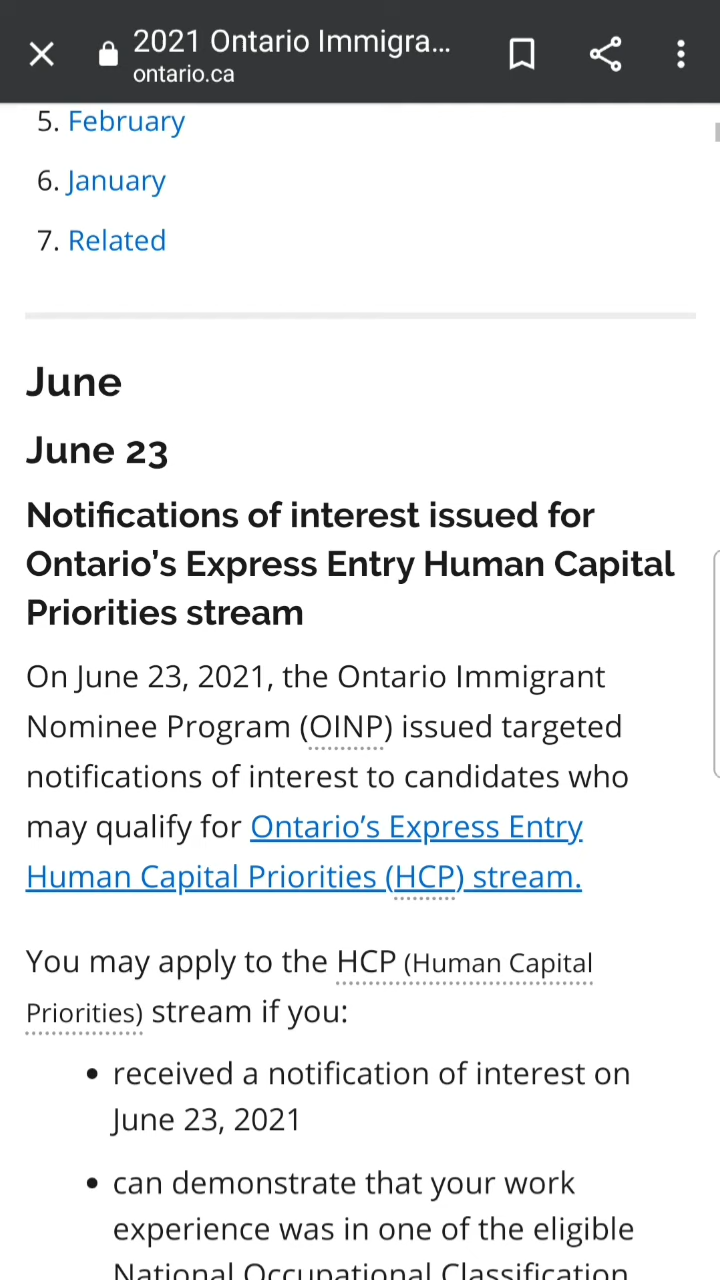 2021 Ontario Immigra...
ontario.ca
5. February
6. January
7. Related
June
June 23
Notifications of interest issued for
Ontario's Express Entry Human Capital
Priorities stream
On June 23, 2021, the Ontario Immigrant
Nominee Program (OINP) issued targeted
notifications of interest to candidates who
may qualify for Ontario's Express Entry
Human Capital Priorities (HCP) stream.
You may apply to the HCP (Human Capital
Priorities) stream if you:
• received a notification of interest on
June 23, 2021
• can demonstrate that your work
experience was in one of the eligible
National Occupational Classification